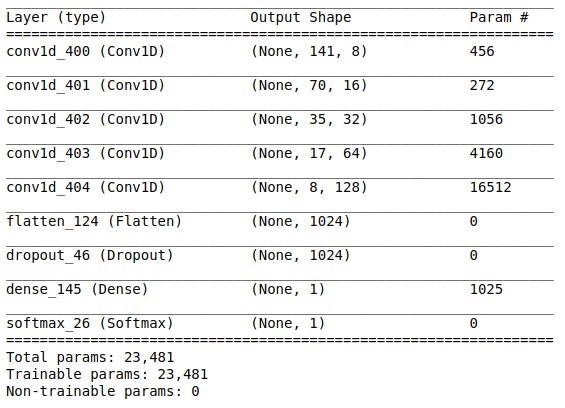 Layer (type) Output Shape Param #
=================================================================
conv1d_400 (Conv1D) (None, 141, 8) 456
conv1d_401 (Conv1D) (None, 70, 16) 272
conv1d_402 (Conv1D) (None, 35, 32) 1056
conv1d_403 (Conv1D) (None, 17, 64) 4160
conv1d_404 (Conv1D) (None, 8, 128) 16512
flatten_124 (Flatten) (None, 1024) 0
dropout_46 (Dropout) (None, 1024) 0
dense_145 (Dense) (None, 1) 1025
softmax_26 (Softmax) (None, 1) 0
=================================================================
Total params: 23,481
Trainable params: 23,481
Non-trainable params: 0